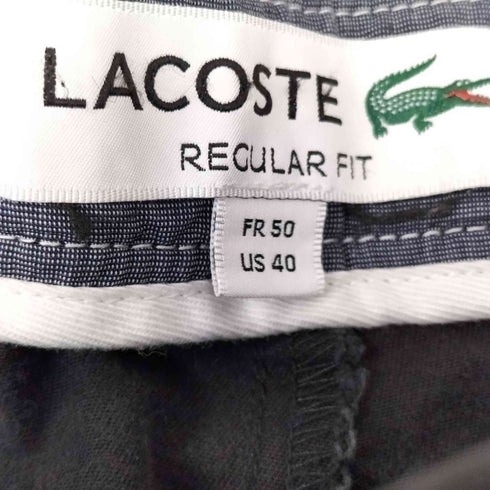 LACOSTE
REGULAR FIT
FR 50
US 40